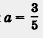 a = 3/5